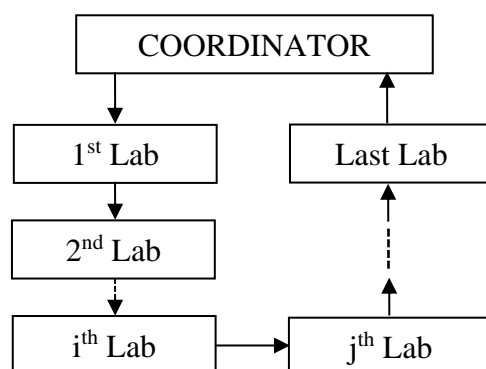 COORDINATOR
1st Lab
Last Lab
2nd Lab
ith Lab
jth Lab